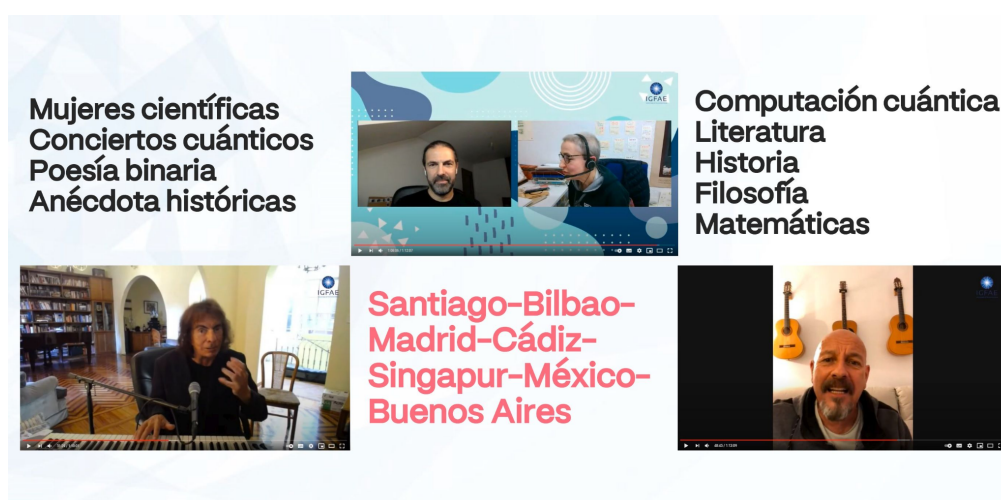 Mujeres científicas
Conciertos cuánticos
Poesía binaria
Anécdota históricas
IGFAE
Computación cuántica
Literatura
Historia
Filosofía
Matemáticas
IGFAE
Santiago-Bilbao-
Madrid-Cádiz-
Singapur-México-
Buenos Aires